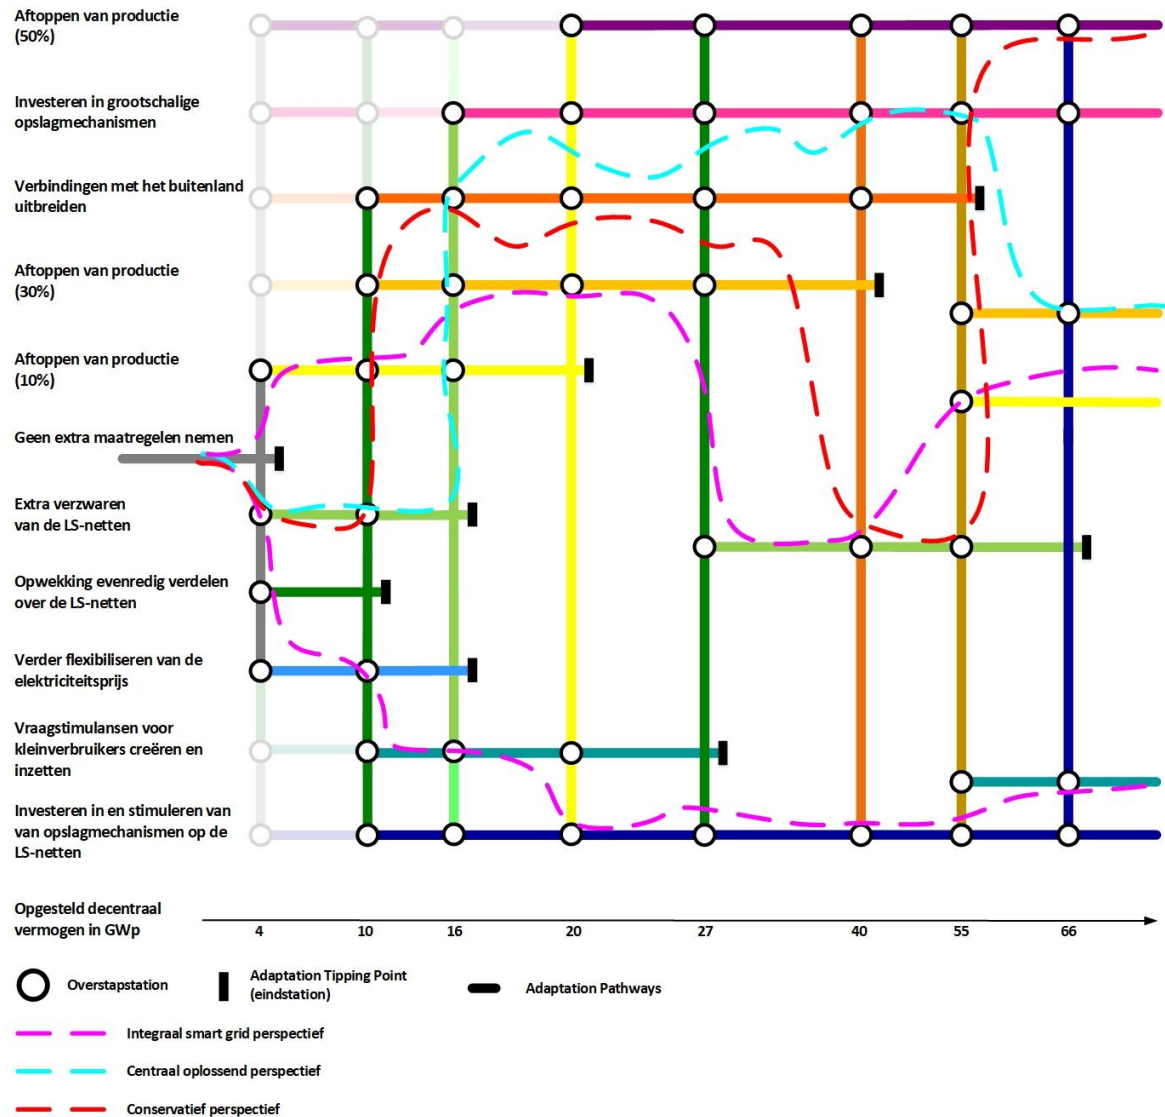 Aftoppen van productie
(50%)
Investeren in grootschalige
opslagmechanismen
Verbindingen met het buitenland
uitbreiden
Aftoppen van productie
(30%)
Aftoppen van productie
(10%)
Geen extra maatregelen nemen
Extra verzwaren
van de LS-netten
Opwekking evenredig verdelen
over de LS-netten
Verder flexibiliseren van de
elektriciteitsprijs
Vraagstimulansen voor
kleinverbruikers creëren en
inzetten
Investeren in en stimuleren van
van opslagmechanismen op de
LS-netten
Opgesteld decentraal
vermogen in GWp
4 10 16 20 27 40 55 66
Overstapstation
Adaptation Tipping Point
(eindstation)
Adaptation Pathways
Integraal smart grid perspectief
Centraal oplossend perspectief
Conservatief perspectief